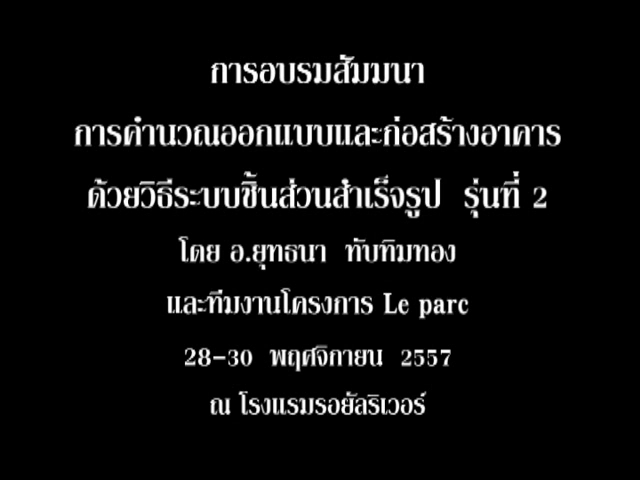 การอบรมสัมมนา
การคำนวณออกแบบและก่อสร้างอาคาร
ด้วยวิธีระบบชิ้นส่วนสำเร็จรูป รุ่นที่ 2
โดย อ.ยุทธนา ทับทิมทอง
และทีมงานโครงการ Le parc
28-30 พฤศจิกายน 2557
ณ โรงแรมรอยัลริเวอร์